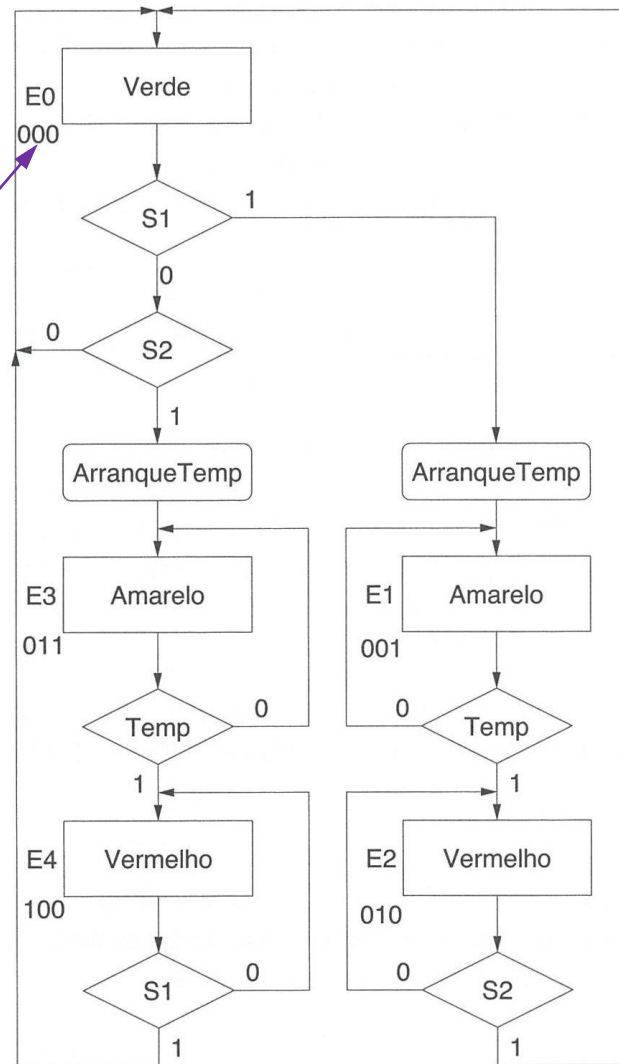 Verde
E0
000
S1
1
0
S2
0
1
ArranqueTemp
ArranqueTemp
E3
Amarelo
011
E1
Amarelo
001
Temp
0
1
Temp
0
1
E4
Vermelho
100
E2
Vermelho
010
S1
0
1
S2
0
1